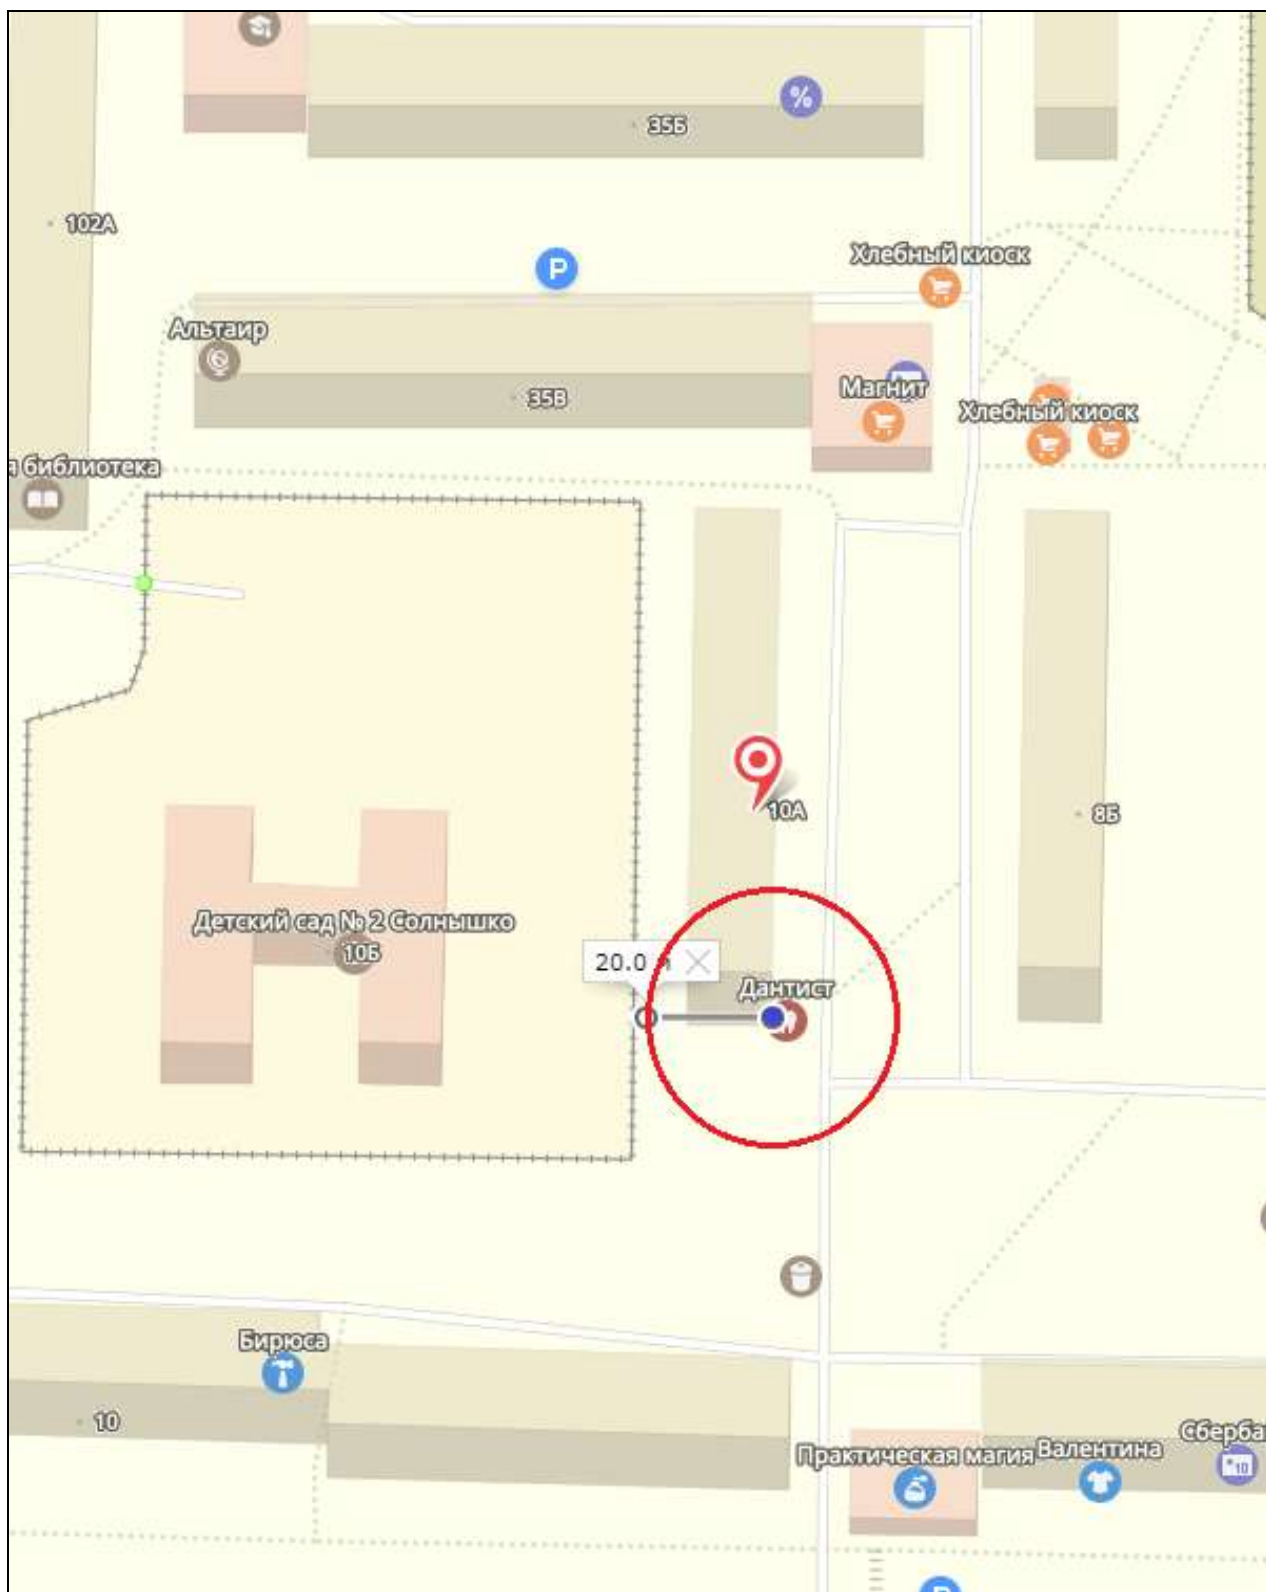 35Б
%
102А
P
Хлебный киоск
Альтаир
Магнит
35В
Хлебный киоск
я библиотека
10А
8Б
Детский сад № 2 Солнышко
10Б
20.0
Дантист
Бирюса
10
Практическая магия
Валентина
Сберба
10